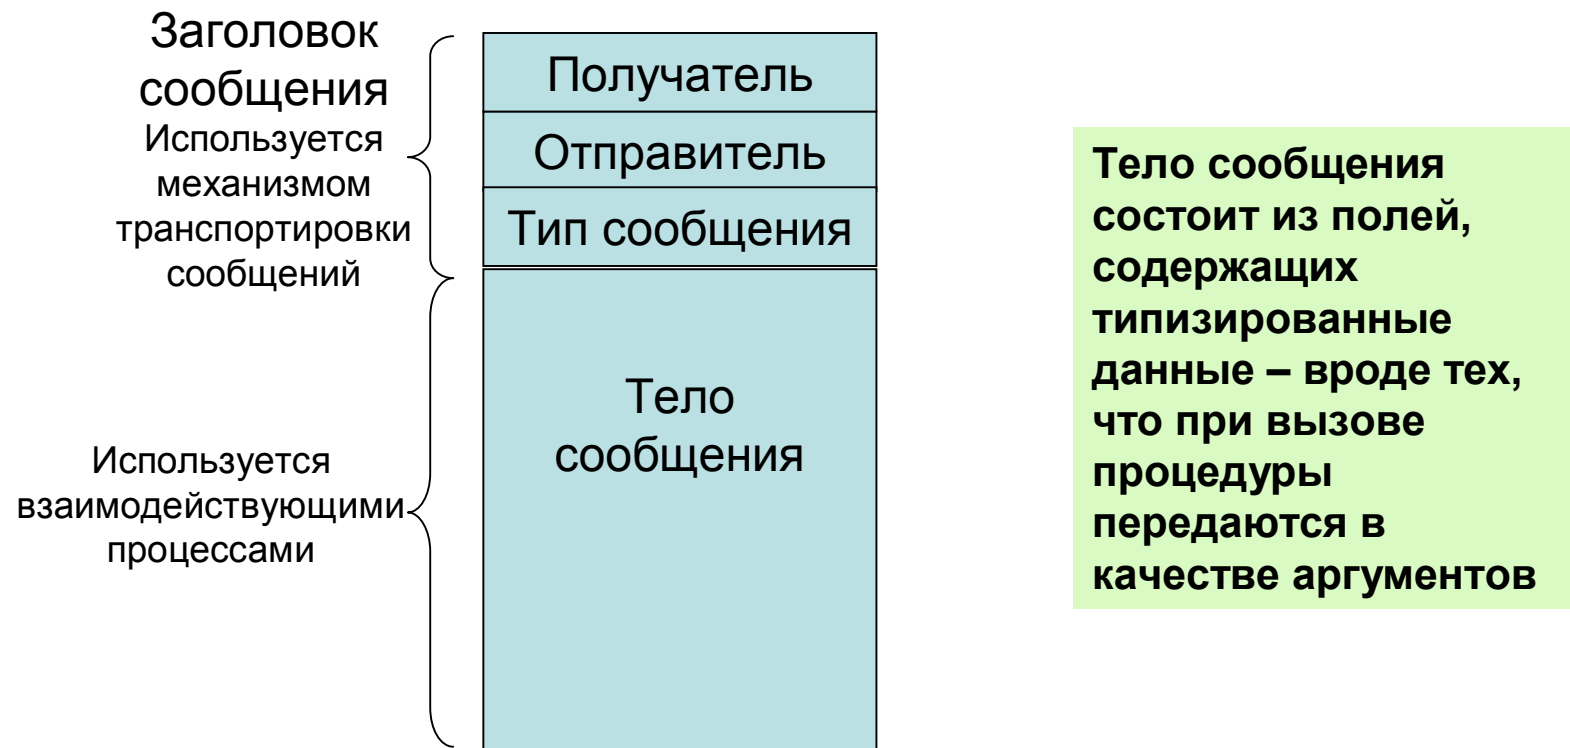 Заголовок
сообщения
Используется
механизмом
транспортировки
сообщений
Получатель
Отправитель
Тип сообщения
Тело
сообщения
Используется
взаимодействующими
процессами
Тело сообщения
состоит из полей,
содержащих
типизированные
данные – вроде тех,
что при вызове
процедуры
передаются в
качестве аргументов